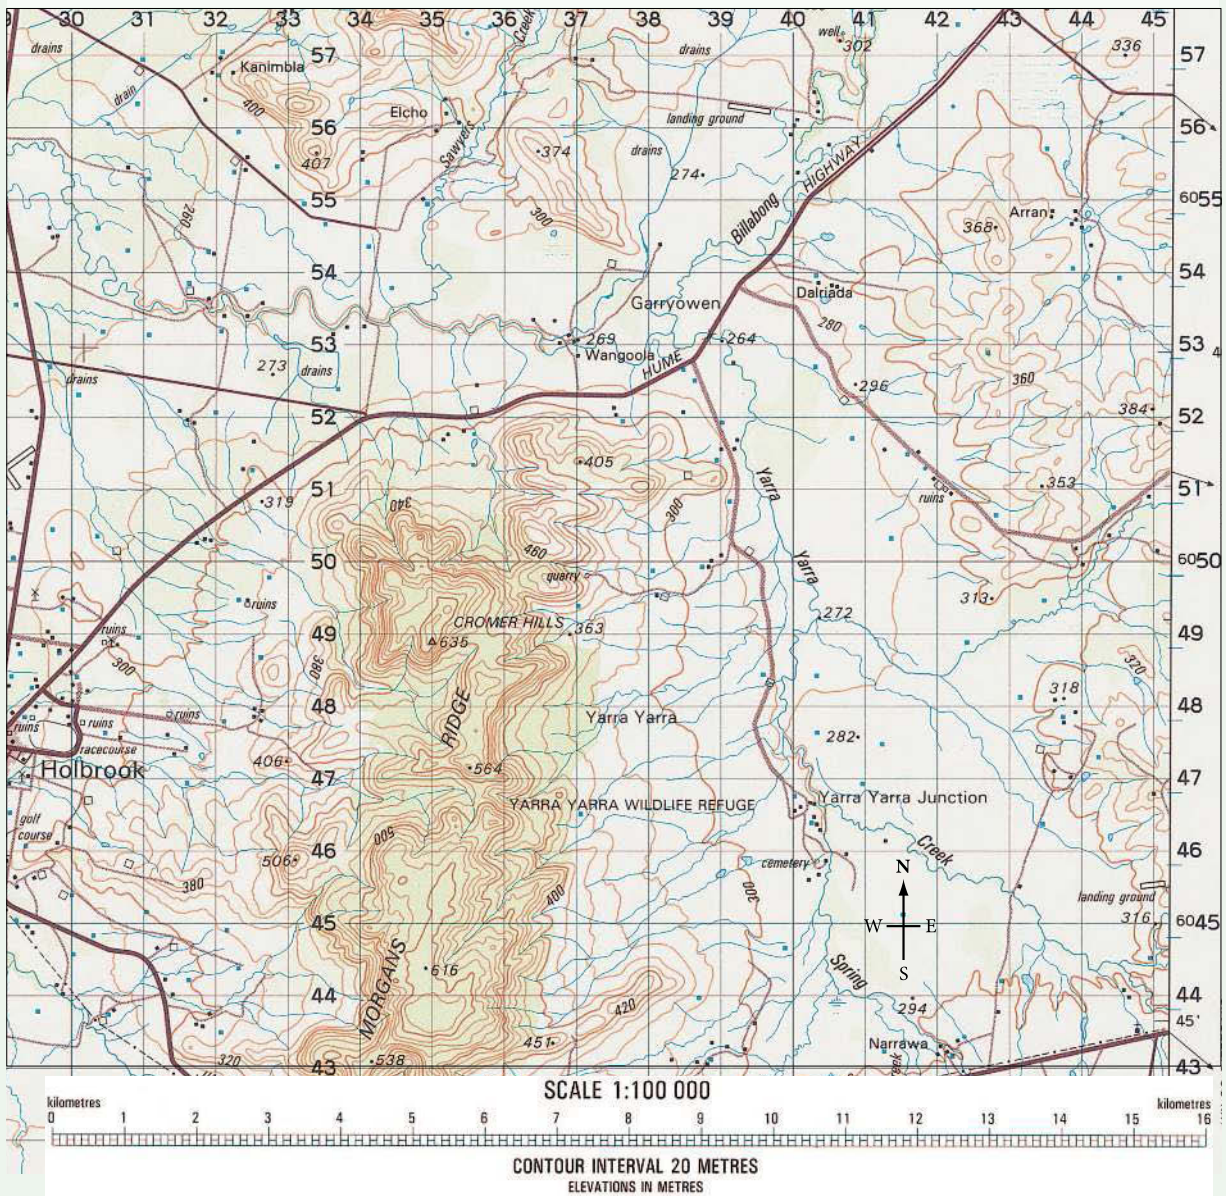 30 31 32 33 34 35 36 37 38 39 40 41 42 43 44 45
drains
Creek
drains
well
302
336
57
57
57
Kanimbla
drain
400
Elcho
landing ground
56
56
Sawyers
407
374
drains
274
HIGHWAY
55
6055
260
300
Billabong
Arran
368
54
54
Dalriada
Garryowen
280
53
269
264
53
Wangoola
273
drains
drains
HUME
296
360
384
52
52
405
Yarra
353
51
51
319
340
300
ruins
50
460
Yarra
6050
quarry
ruins
313
272
CROMER HILLS
363
49
ruins
635
49
300
380
320
318
RIDGE
48
ruins
ruins
ruins
Yarra Yarra
48
racecourse
282
406
564
47
47
Holbrook
YARRA YARRA WILDLIFE REFUGE
Yarra Yarra Junction
golf
course
500
Creek
506
46
cemetery
46
N
380
400
300
landing ground
316
45
W E
6045
MORGANS
616
Spring
S
44
420
294
44
45'
451
Narrawa
320
538
43
Creek
43
SCALE 1:100 000
kilometres
kilometres
0 1 2 3 4 5 6 7 8 9 10 11 12 13 14 15 16
CONTOUR INTERVAL 20 METRES
ELEVATIONS IN METRES